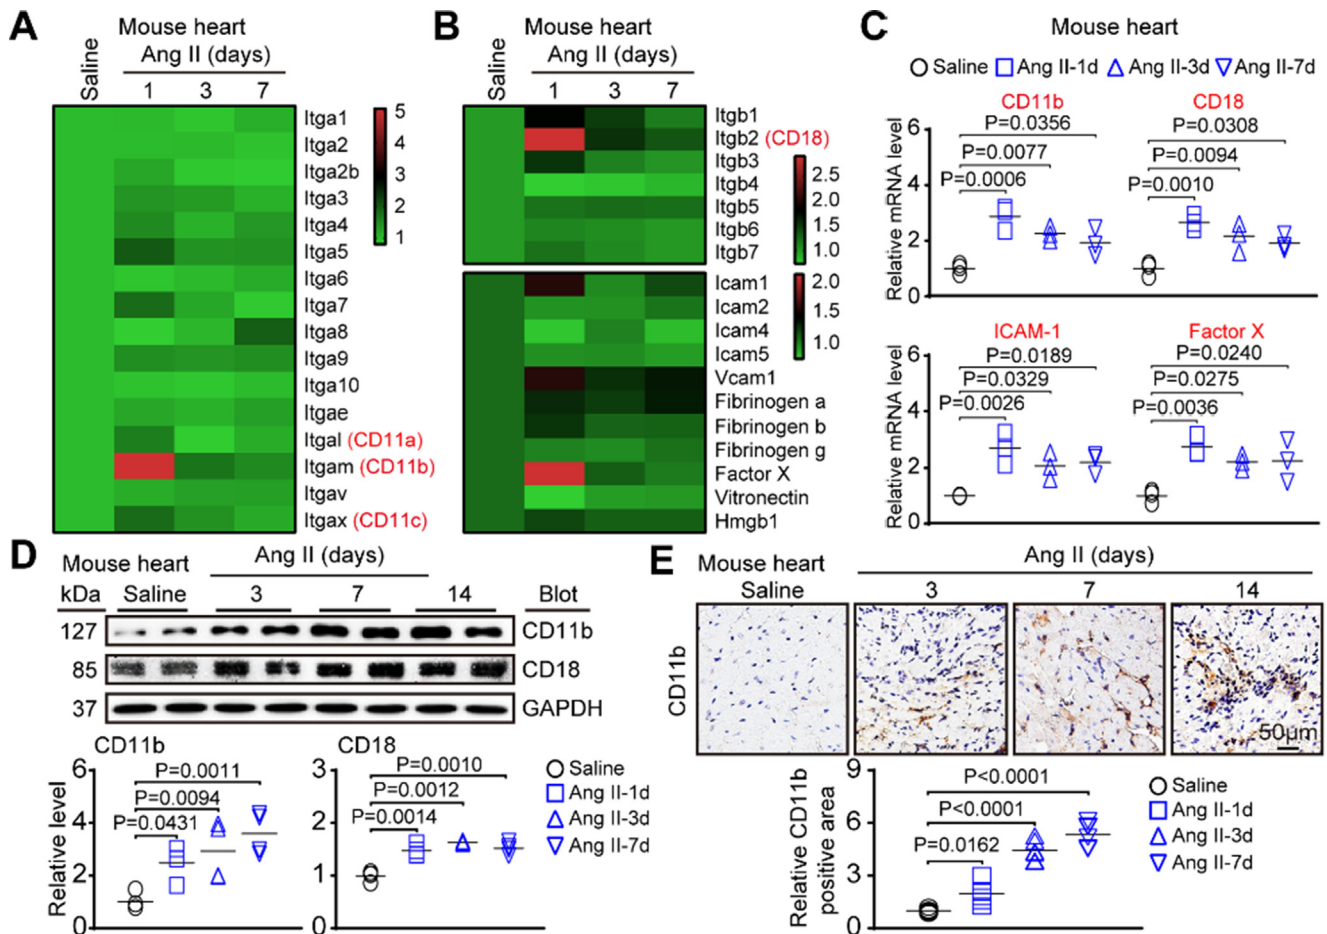 A
Mouse heart
Saline
Ang II (days)
1 3 7
5
4
3
2
1
Itga1
Itga2
Itga2b
Itga3
Itga4
Itga5
Itga6
Itga7
Itga8
Itga9
Itga10
Itgae
Itgal (CD11a)
Itgam (CD11b)
Itgav
Itgax (CD11c)
B
Mouse heart
Saline
Ang II (days)
1 3 7
Itgb1
Itgb2 (CD18)
Itgb3
Itgb4
Itgb5
Itgb6
Itgb7
2.5
2.0
1.5
1.0
Icam1
Icam2
Icam4
Icam5
Vcam1
Fibrinogen a
Fibrinogen b
Fibrinogen g
Factor X
Vitronectin
Hmgb1
2.0
1.5
1.0
C
Mouse heart
Saline Ang II-1d Ang II-3d Ang II-7d
CD11b
Relative mRNA level
6
4
2
0
P=0.0356
P=0.0077
P=0.0006
CD18
P=0.0308
P=0.0094
P=0.0010
ICAM-1
Relative mRNA level
6
4
2
0
P=0.0189
P=0.0329
P=0.0026
Factor X
P=0.0240
P=0.0275
P=0.0036
D
Mouse heart
Ang II (days)
kDa Saline 3 7 14 Blot
127 CD11b
85 CD18
37 GAPDH
CD11b
Relative level
6
4
2
0
P=0.0011
P=0.0094
P=0.0431
CD18
3
2
1
0
P=0.0010
P=0.0012
P=0.0014
Saline
Ang II-1d
Ang II-3d
Ang II-7d
E
Mouse heart
Ang II (days)
Saline 3 7 14
CD11b
50μm
Relative CD11b
positive area
9
6
3
0
P<0.0001
P<0.0001
P=0.0162
Saline
Ang II-1d
Ang II-3d
Ang II-7d